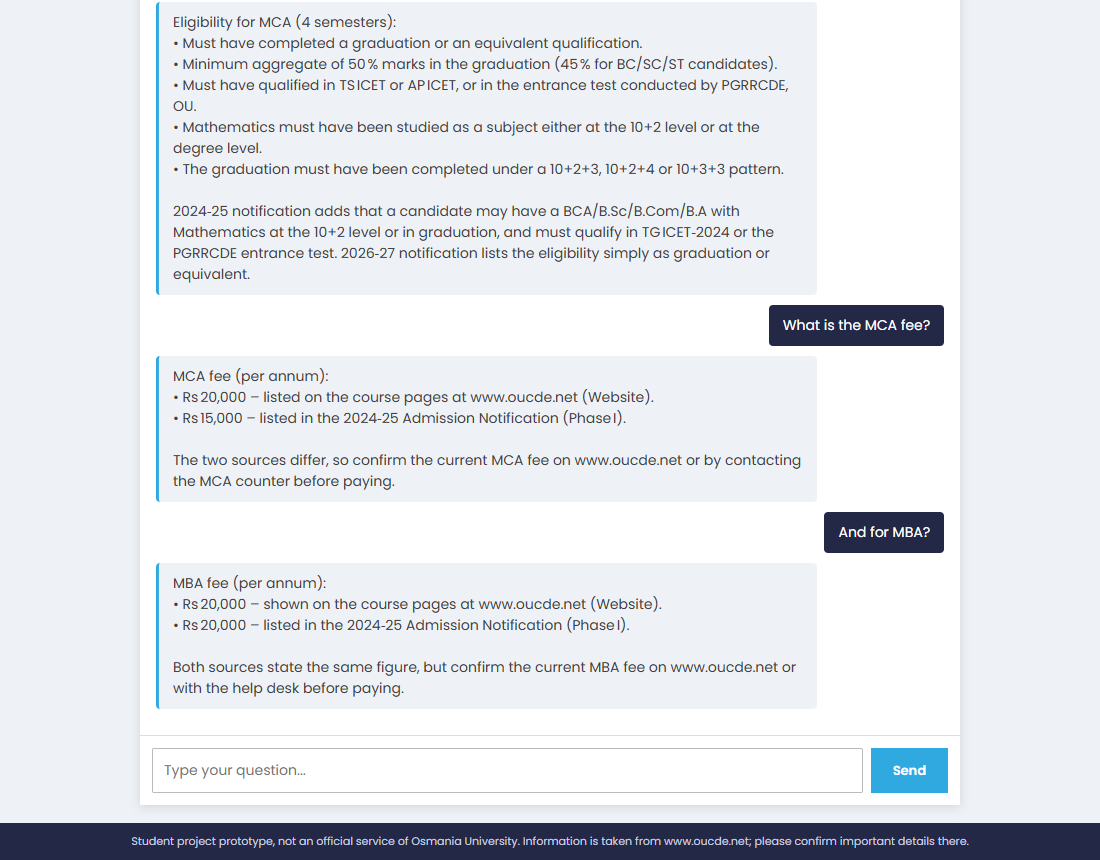 Eligibility for MCA (4 semesters):
• Must have completed a graduation or an equivalent qualification.
• Minimum aggregate of 50 % marks in the graduation (45 % for BC/SC/ST candidates).
• Must have qualified in TS ICET or AP ICET, or in the entrance test conducted by PGRRCDE,
OU.
• Mathematics must have been studied as a subject either at the 10+2 level or at the
degree level.
• The graduation must have been completed under a 10+2+3, 10+2+4 or 10+3+3 pattern.
2024-25 notification adds that a candidate may have a BCA/B.Sc/B.Com/B.A with
Mathematics at the 10+2 level or in graduation, and must qualify in TG ICET-2024 or the
PGRRCDE entrance test. 2026-27 notification lists the eligibility simply as graduation or
equivalent.
What is the MCA fee?
MCA fee (per annum):
• Rs 20,000 – listed on the course pages at www.oucde.net (Website).
• Rs 15,000 – listed in the 2024-25 Admission Notification (Phase I).
The two sources differ, so confirm the current MCA fee on www.oucde.net or by contacting
the MCA counter before paying.
And for MBA?
MBA fee (per annum):
• Rs 20,000 – shown on the course pages at www.oucde.net (Website).
• Rs 20,000 – listed in the 2024-25 Admission Notification (Phase I).
Both sources state the same figure, but confirm the current MBA fee on www.oucde.net or
with the help desk before paying.
Type your question...
Send
Student project prototype, not an official service of Osmania University. Information is taken from www.oucde.net; please confirm important details there.